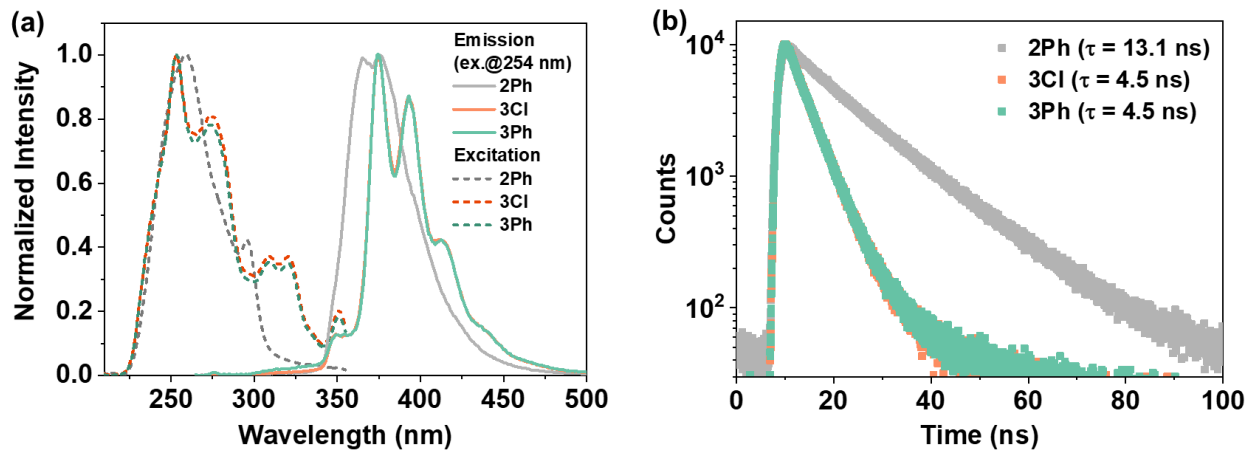 (a)
Normalized Intensity
1.0
0.8
0.6
0.4
0.2
0.0
250
300
350
400
450
500
Wavelength (nm)
Emission
(ex.@254 nm)
2Ph
3Cl
3Ph
Excitation
2Ph
3Cl
3Ph
(b)
Counts
10⁴
10³
10²
0
20
40
60
80
100
Time (ns)
2Ph (τ = 13.1 ns)
3Cl (τ = 4.5 ns)
3Ph (τ = 4.5 ns)